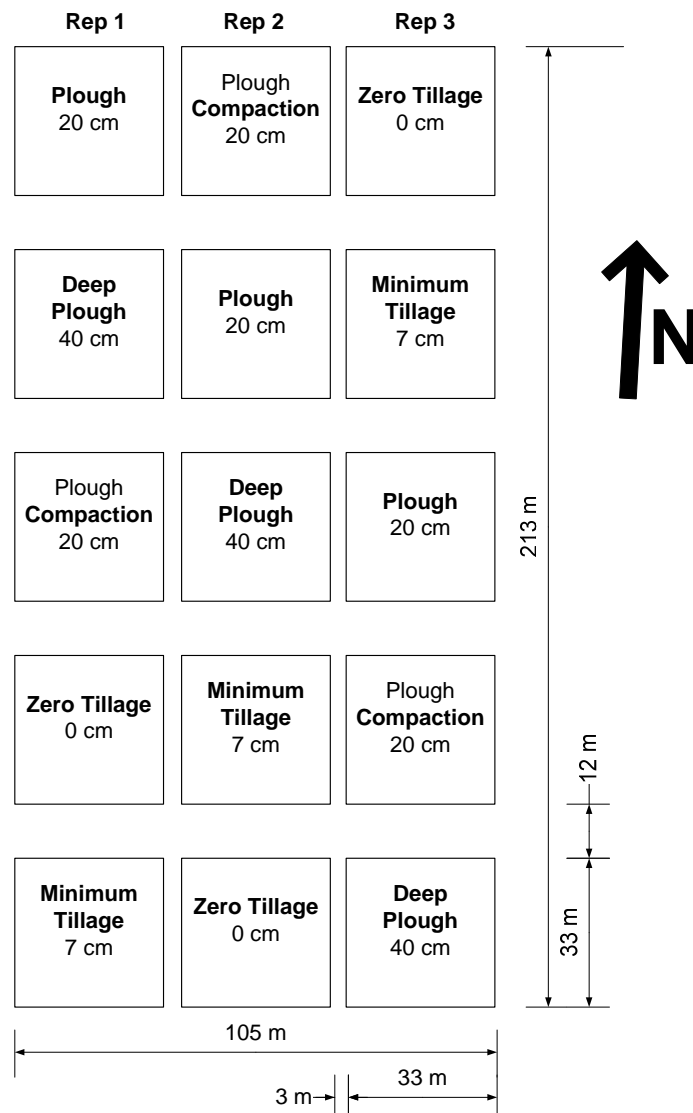 Rep 1
Rep 2
Rep 3
Plough
20 cm
Plough
Compaction
20 cm
Zero Tillage
0 cm
Deep
Plough
40 cm
Plough
20 cm
Minimum
Tillage
7 cm
N
Plough
Compaction
20 cm
Deep
Plough
40 cm
Plough
20 cm
213 m
Zero Tillage
0 cm
Minimum
Tillage
7 cm
Plough
Compaction
20 cm
12 m
Minimum
Tillage
7 cm
Zero Tillage
0 cm
Deep
Plough
40 cm
33 m
105 m
3 m
33 m